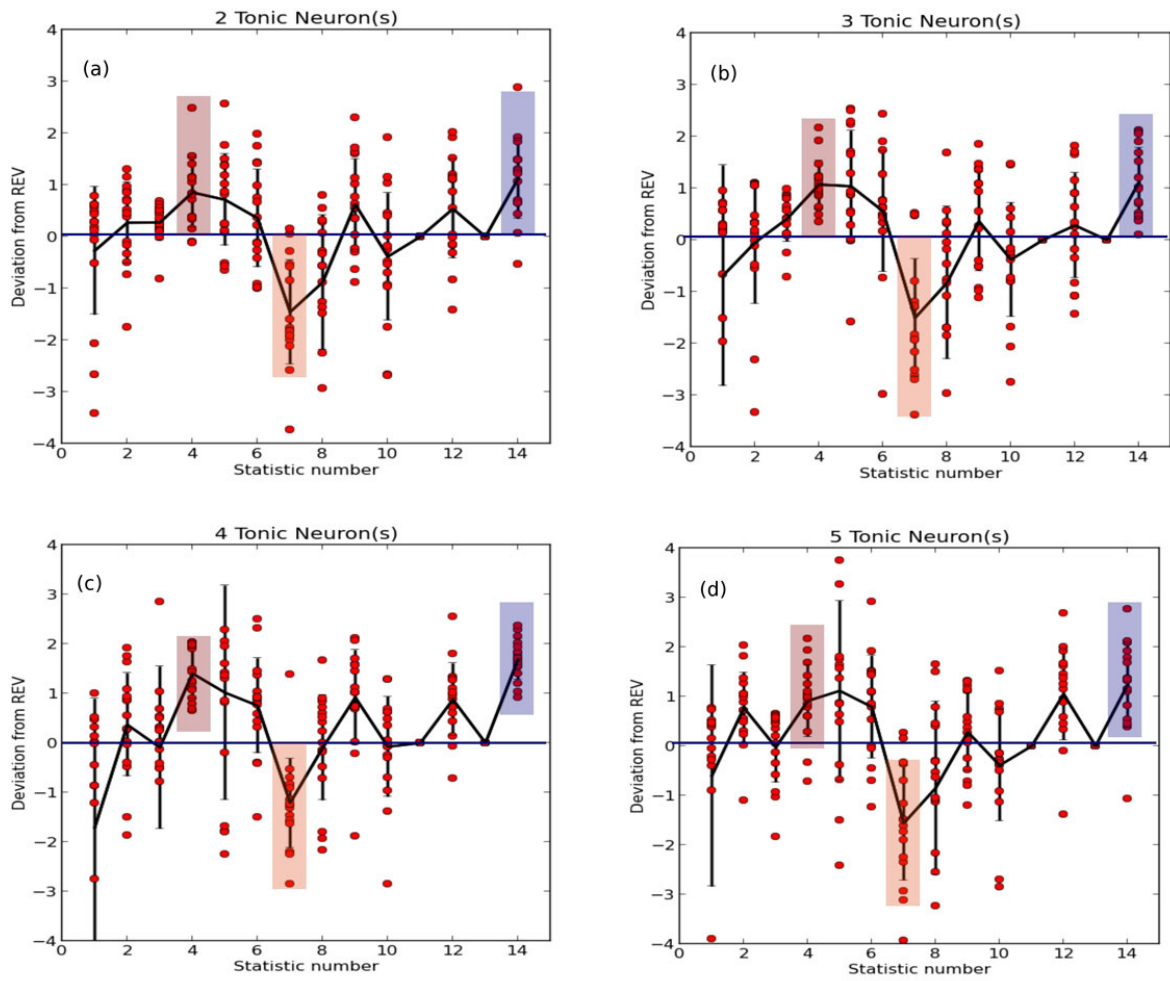 2 Tonic Neuron(s)
(a)
Deviation from REV
4
3
2
1
0
−1
−2
−3
−4
0 2 4 6 8 10 12 14
Statistic number
3 Tonic Neuron(s)
(b)
Deviation from REV
4
3
2
1
0
−1
−2
−3
−4
0 2 4 6 8 10 12 14
Statistic number
4 Tonic Neuron(s)
(c)
Deviation from REV
4
3
2
1
0
−1
−2
−3
−4
0 2 4 6 8 10 12 14
Statistic number
5 Tonic Neuron(s)
(d)
Deviation from REV
4
3
2
1
0
−1
−2
−3
−4
0 2 4 6 8 10 12 14
Statistic number